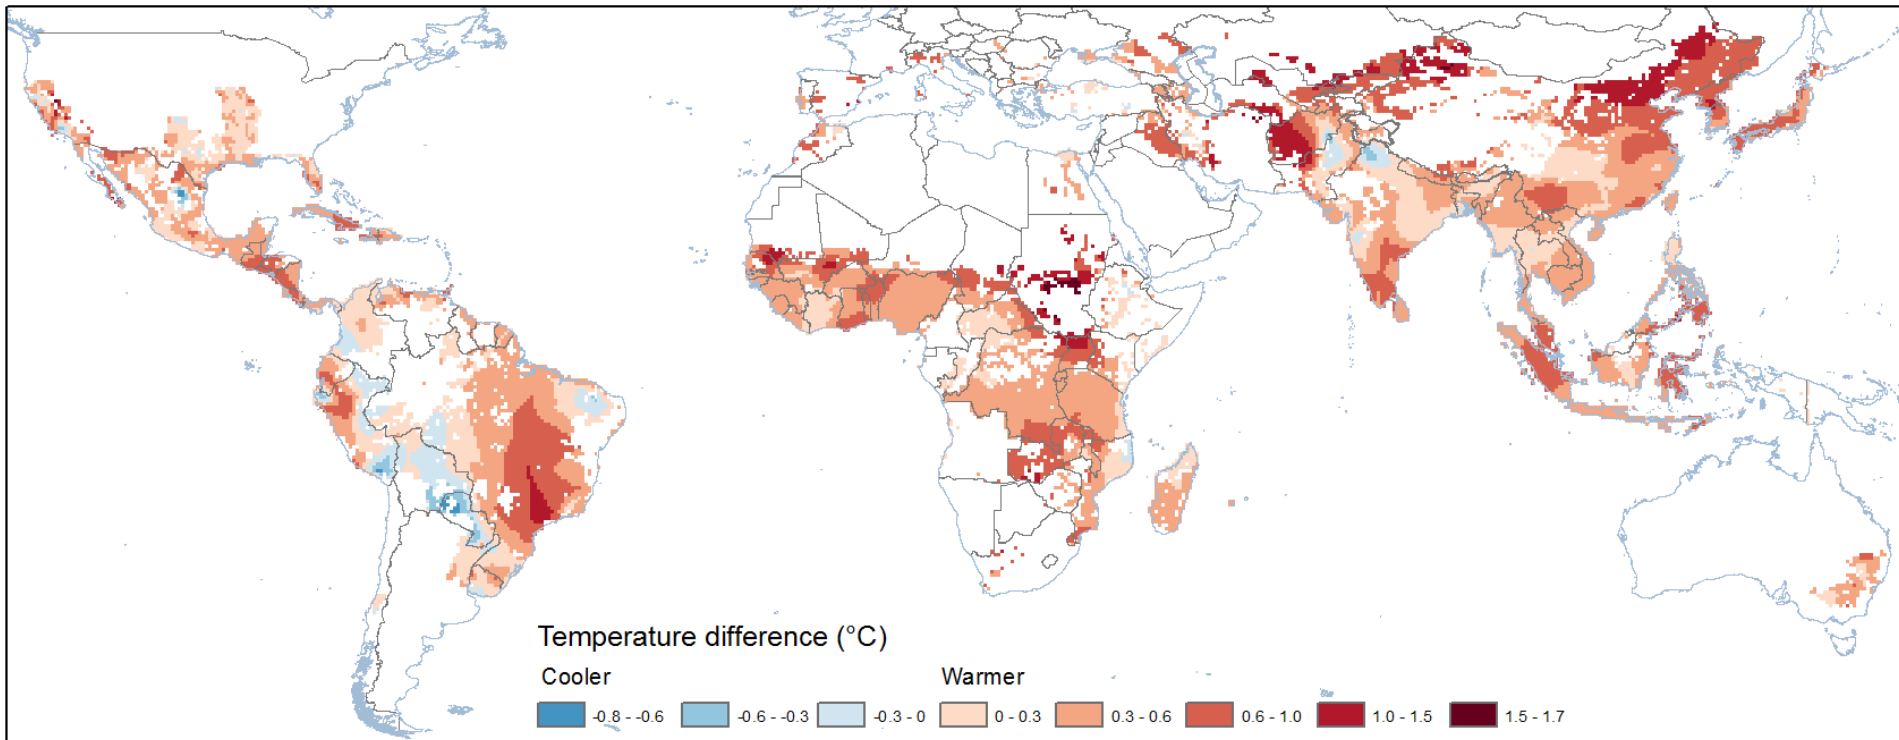 Temperature difference (°C)
Cooler Warmer
-0.8 - -0.6 -0.6 - -0.3 -0.3 - 0 0 - 0.3 0.3 - 0.6 0.6 - 1.0 1.0 - 1.5 1.5 - 1.7